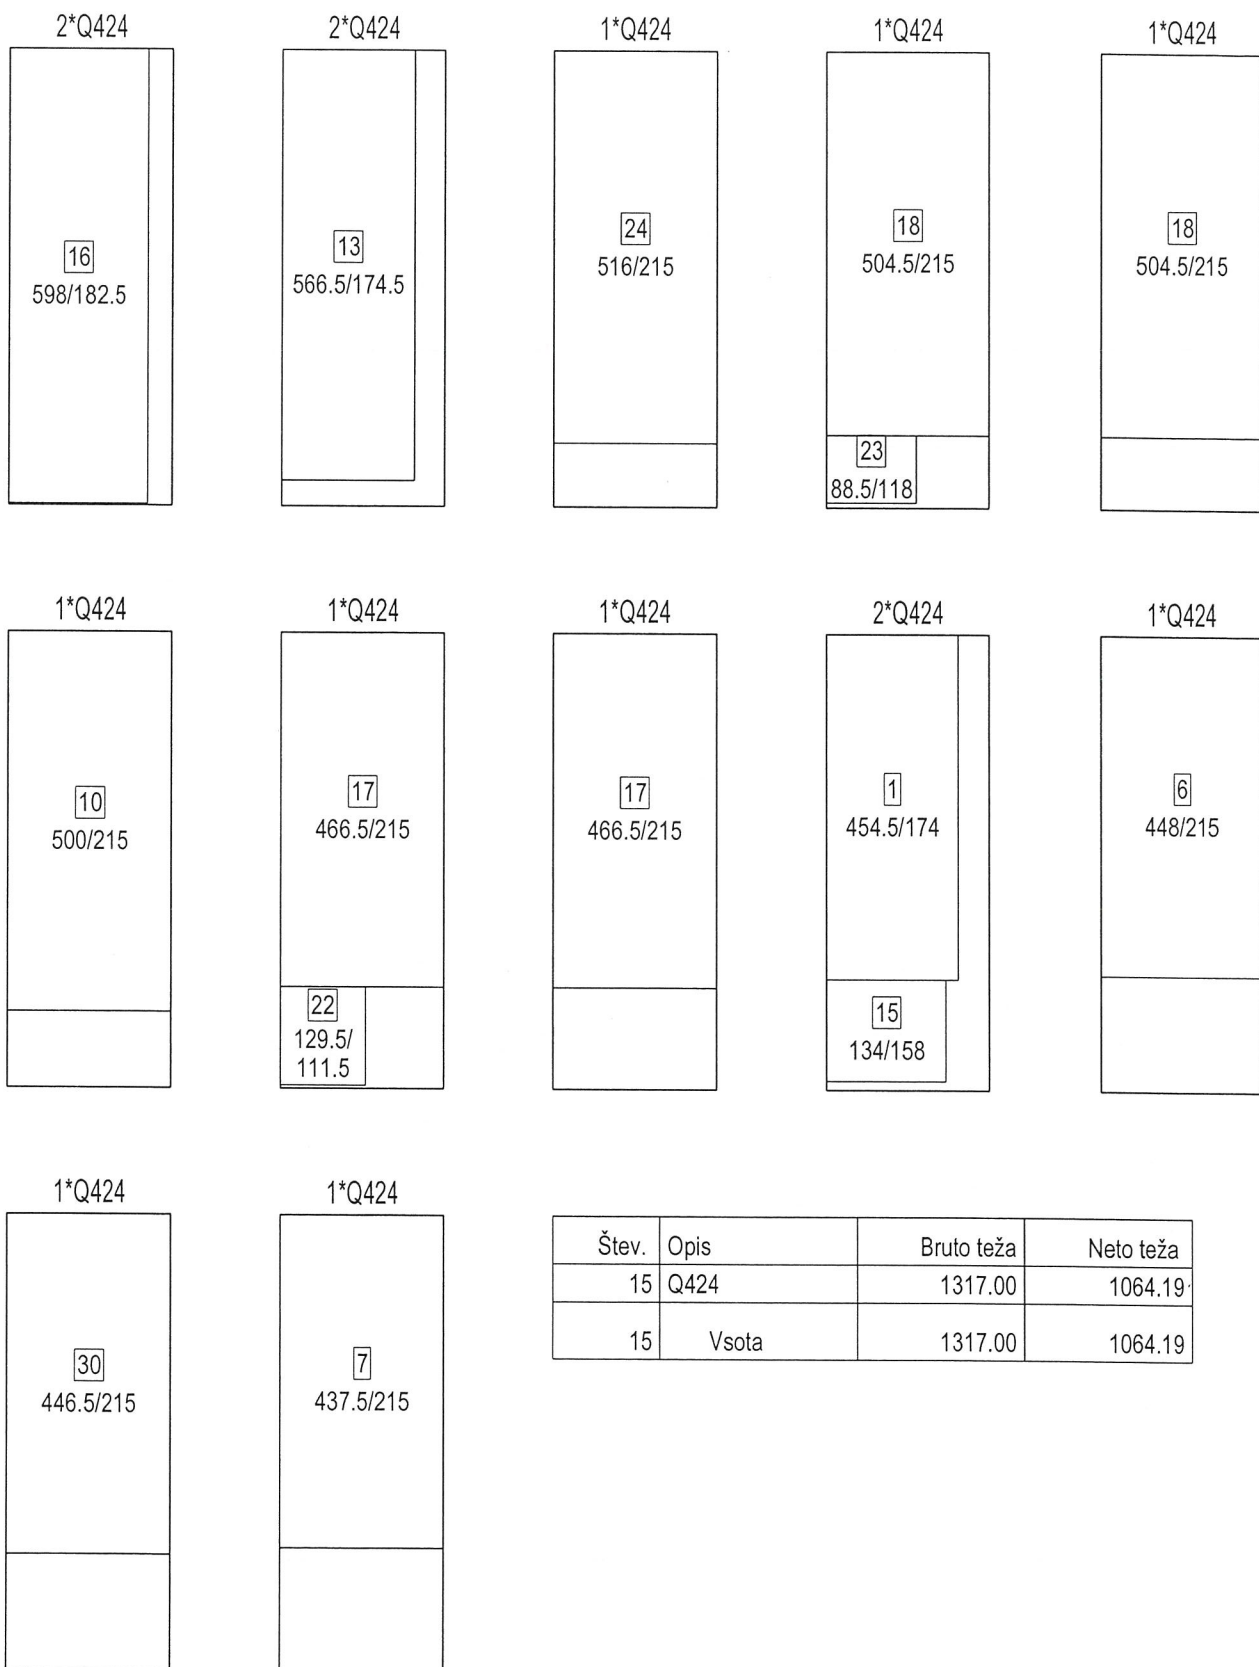 2*Q424
2*Q424
1*Q424
1*Q424
1*Q424
16
598/182.5
13
566.5/174.5
24
516/215
18
504.5/215
23
88.5/118
18
504.5/215
1*Q424
1*Q424
1*Q424
2*Q424
1*Q424
10
500/215
17
466.5/215
22
129.5/
111.5
17
466.5/215
1
454.5/174
15
134/158
6
448/215
1*Q424
1*Q424
30
446.5/215
7
437.5/215
Štev. Opis Bruto teža Neto teža
15 Q424 1317.00 1064.19
15 Vsota 1317.00 1064.19